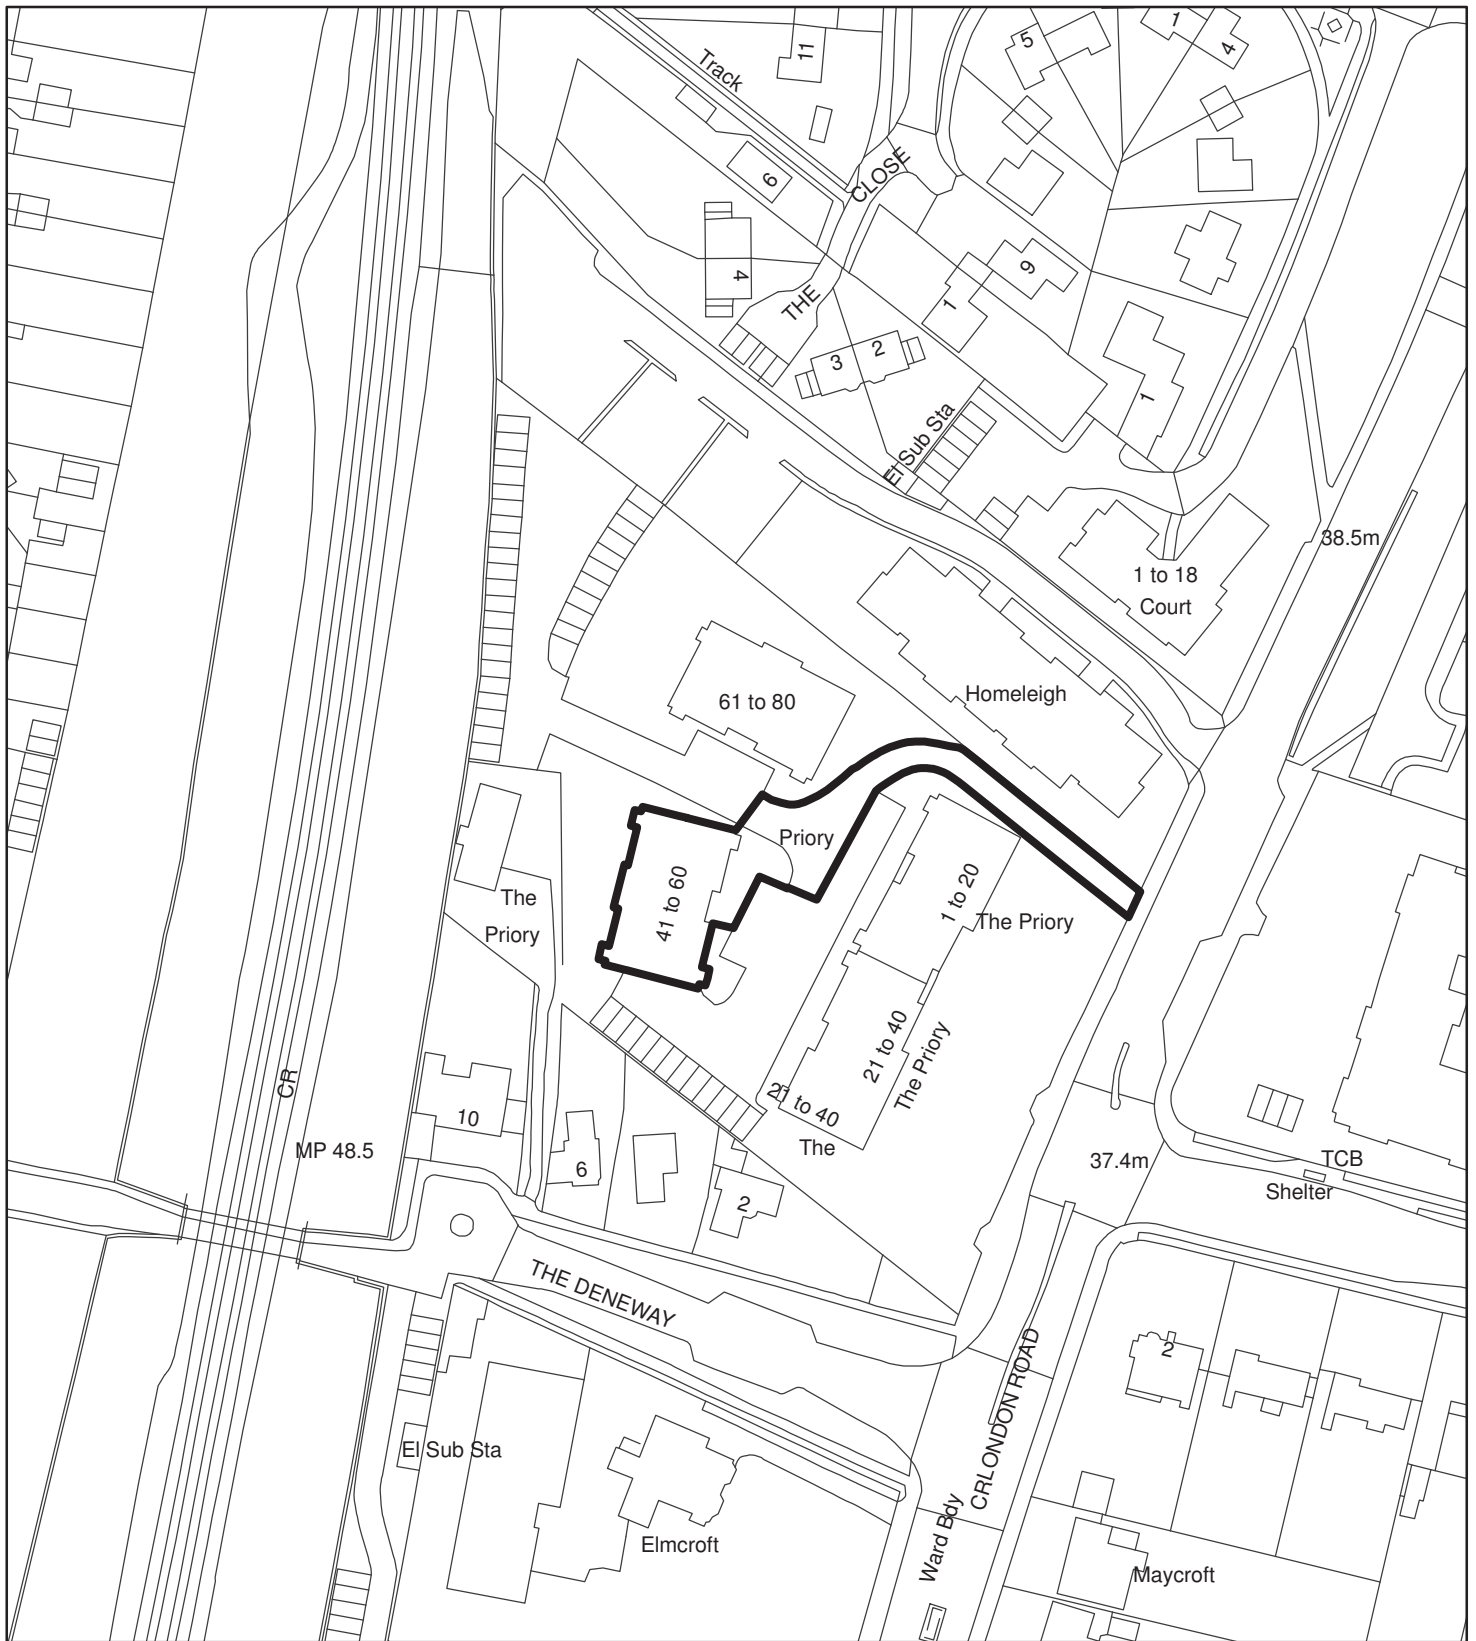 11
5
1
4
Track
6
CLOSE
9
4
THE
1
3
2
1
El Sub Sta
38.5m
1 to 18
Court
Homeleigh
61 to 80
Priory
41 to 60
The
Priory
1 to 20
The Priory
21 to 40
The Priory
21 to 40
The
CR
MP 48.5
10
6
2
37.4m
TCB
Shelter
THE DENEWAY
2
CRLONDON ROAD
El Sub Sta
Elmcroft
Ward Bdy
Maycroft